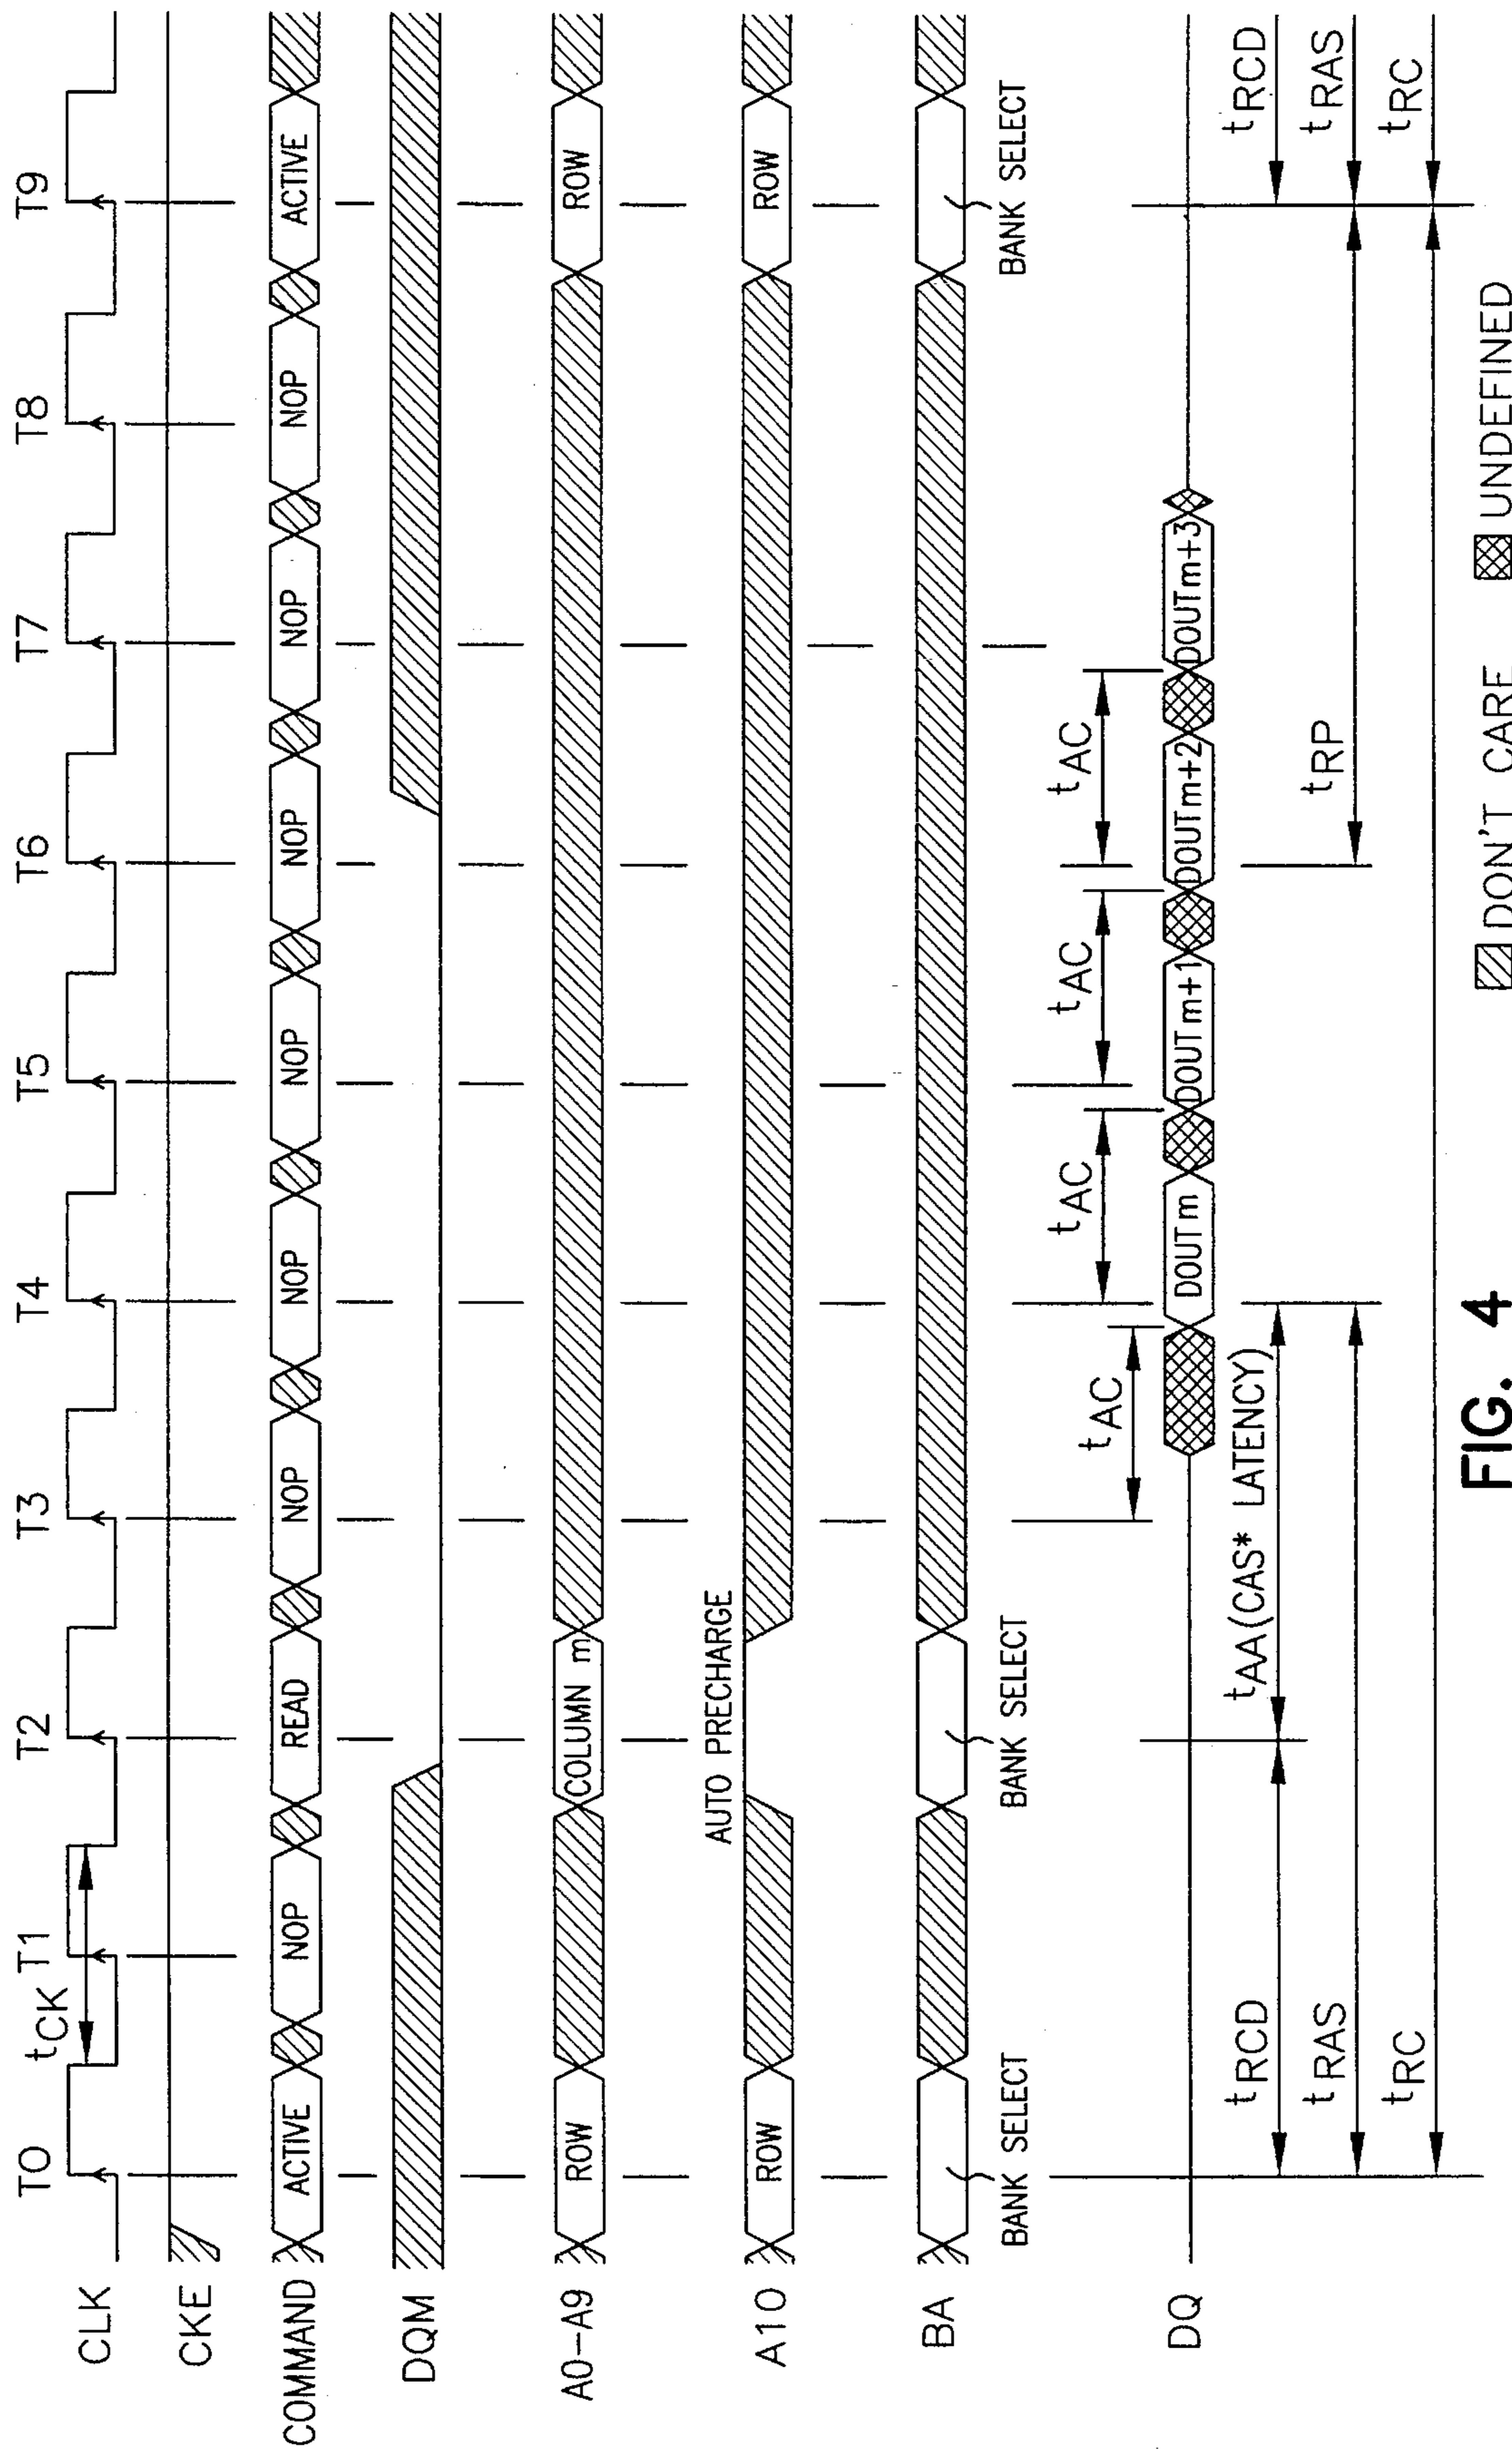 T0 T1 T2 T3 T4 T5 T6 T7 T8 T9
tCK
CLK
CKE
COMMAND ACTIVE NOP READ NOP NOP NOP NOP NOP NOP ACTIVE
DQM
A0-A9 ROW COLUMN m ROW
AUTO PRECHARGE
A10 ROW ROW
BA
BANK SELECT BANK SELECT BANK SELECT
tAC tAC tAC tAC
DQ DOUT m DOUT m+1 DOUT m+2 DOUT m+3
tRCD tAA(CAS* LATENCY) tRCD
tRAS tRP tRAS
tRC tRC
DON'T CARE UNDEFINED
FIG. 4